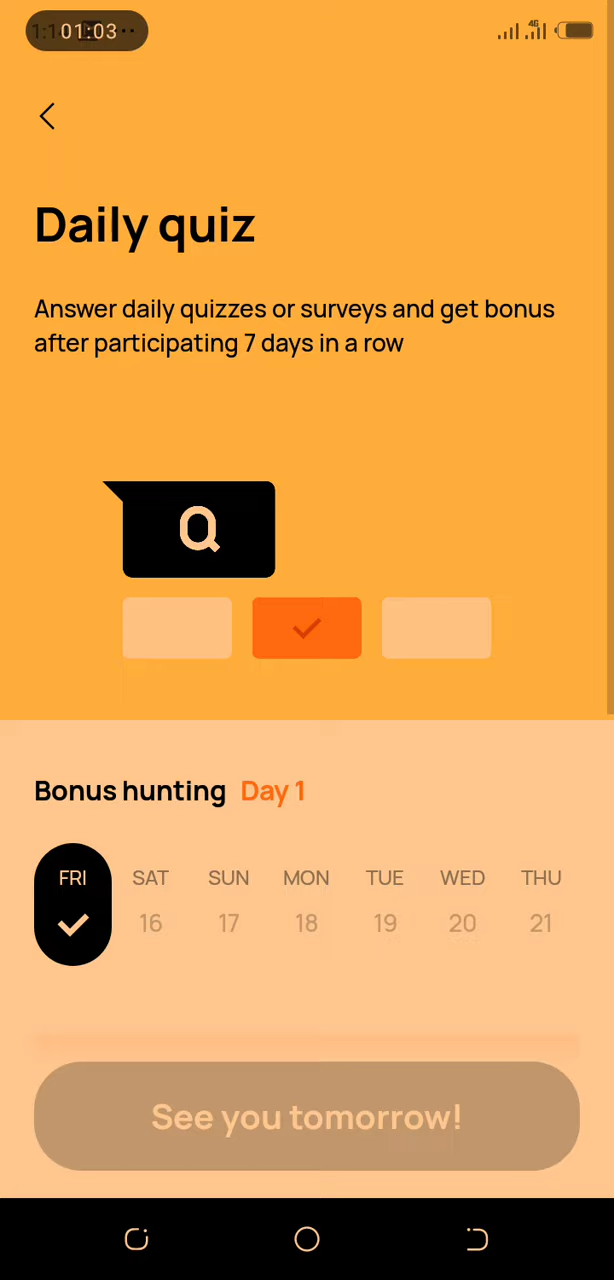 01:03
4G
Daily quiz
Answer daily quizzes or surveys and get bonus
after participating 7 days in a row
Q
Bonus hunting Day 1
FRI SAT SUN MON TUE WED THU
16 17 18 19 20 21
See you tomorrow!